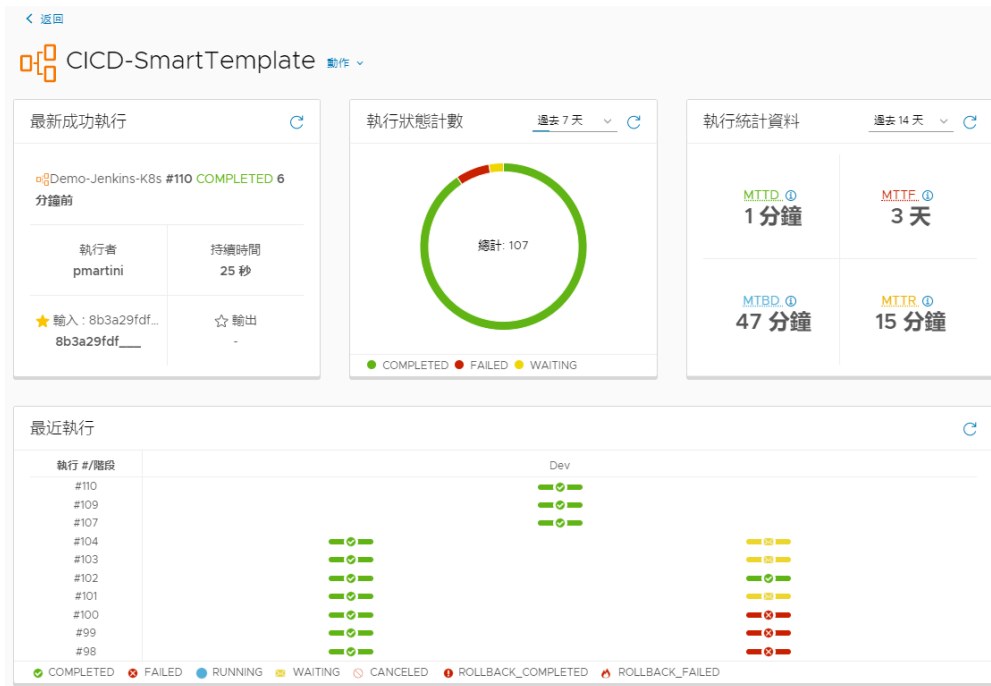 返回
CICD-SmartTemplate 動作
最新成功執行
Demo-Jenkins-K8s #110 COMPLETED 6
分鐘前
執行者
pmartini
持續時間
25 秒
輸入 : 8b3a29fdf...
8b3a29fdf___
輸出
-
執行狀態計數 過去 7 天
總計: 107
COMPLETED FAILED WAITING
執行統計資料 過去 14 天
MTTD
1 分鐘
MTTF
3 天
MTBD
47 分鐘
MTTR
15 分鐘
最近執行
執行 #/階段 Dev
#110
#109
#107
#104
#103
#102
#101
#100
#99
#98
COMPLETED FAILED RUNNING WAITING CANCELED ROLLBACK_COMPLETED ROLLBACK_FAILED